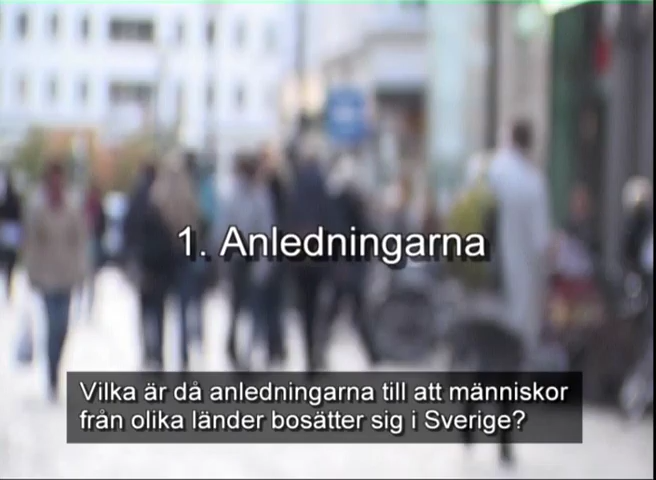 1. Anledningarna
Vilka är då anledningarna till att människor
från olika länder bosätter sig i Sverige?